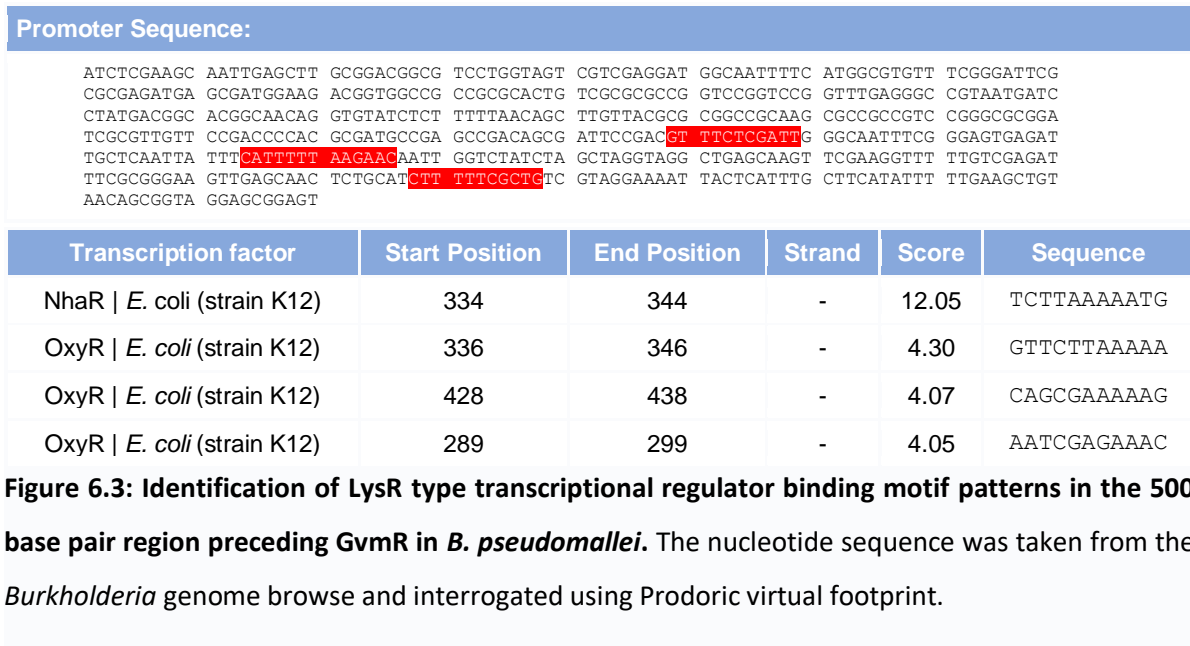 Promoter Sequence:
ATCTCGAAGC AATTGAGCTT GCGGACGGCG TCCTGGTAGT CGTCGAGGAT GGCAATTTTC ATGGCGTGTT TCGGGATTCG
CGCGAGATGA GCGATGGAAG ACGGTGGCCG CCGCGCACTG TCGCGCGCCG GTCCGGTCCG GTTTGAGGGC CGTAATGATC
CTATGACGGC ACGGCAACAG GTGTATCTCT TTTTAACAGC TTGTTACGCG CGGCCGCAAG CGCCGCCGTC CGGGCGCGGA
TCGCGTTGTT CCGACCCCAC GCGATGCCGA GCCGACAGCG ATTCCGACGT TTCTCGATTG GGCAATTTCG GGAGTGAGAT
TGCTCAATTA TTTCATTTTT AAGAACAATT GGTCTATCTA GCTAGGTAGG CTGAGCAAGT TCGAAGGTTT TTGTCGAGAT
TTCGCGGGAA GTTGAGCAAC TCTGCATCTT TTTCGCTGTC GTAGGAAAAT TACTCATTTG CTTCATATTT TTGAAGCTGT
AACAGCGGTA GGAGCGGAGT
Transcription factor Start Position End Position Strand Score Sequence
NhaR | E. coli (strain K12) 334 344 - 12.05 TCTTAAAAATG
OxyR | E. coli (strain K12) 336 346 - 4.30 GTTCTTAAAAA
OxyR | E. coli (strain K12) 428 438 - 4.07 CAGCGAAAAAG
OxyR | E. coli (strain K12) 289 299 - 4.05 AATCGAGAAAC
Figure 6.3: Identification of LysR type transcriptional regulator binding motif patterns in the 500
base pair region preceding GvmR in B. pseudomallei. The nucleotide sequence was taken from the
Burkholderia genome browse and interrogated using Prodoric virtual footprint.